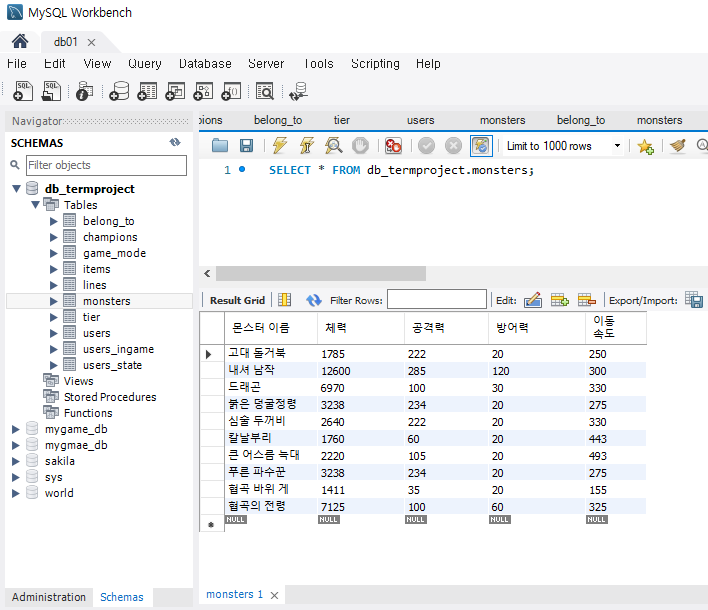 MySQL Workbench
db01
File Edit View Query Database Server Tools Scripting Help
Navigator
SCHEMAS
Filter objects
db_termproject
Tables
belong_to
champions
game_mode
items
lines
monsters
tier
users
users_ingame
users_state
Views
Stored Procedures
Functions
mygame_db
mygmae_db
sakila
sys
world
Administration Schemas
pions belong_to tier users monsters belong_to monsters
Limit to 1000 rows
1 SELECT * FROM db_termproject.monsters;
Result Grid Filter Rows: Edit: Export/Import:
몬스터 이름 체력 공격력 방어력 이동 속도
고대 돌거북 1785 222 20 250
내셔 남작 12600 285 120 300
드래곤 6970 100 30 330
붉은 덩굴정령 3238 234 20 275
심술 두꺼비 2640 222 20 330
칼날부리 1760 60 20 443
큰 어스름 늑대 2220 105 20 493
푸른 파수꾼 3238 234 20 275
협곡 바위 게 1411 35 20 155
협곡의 전령 7125 100 60 325
NULL NULL NULL NULL NULL
monsters 1